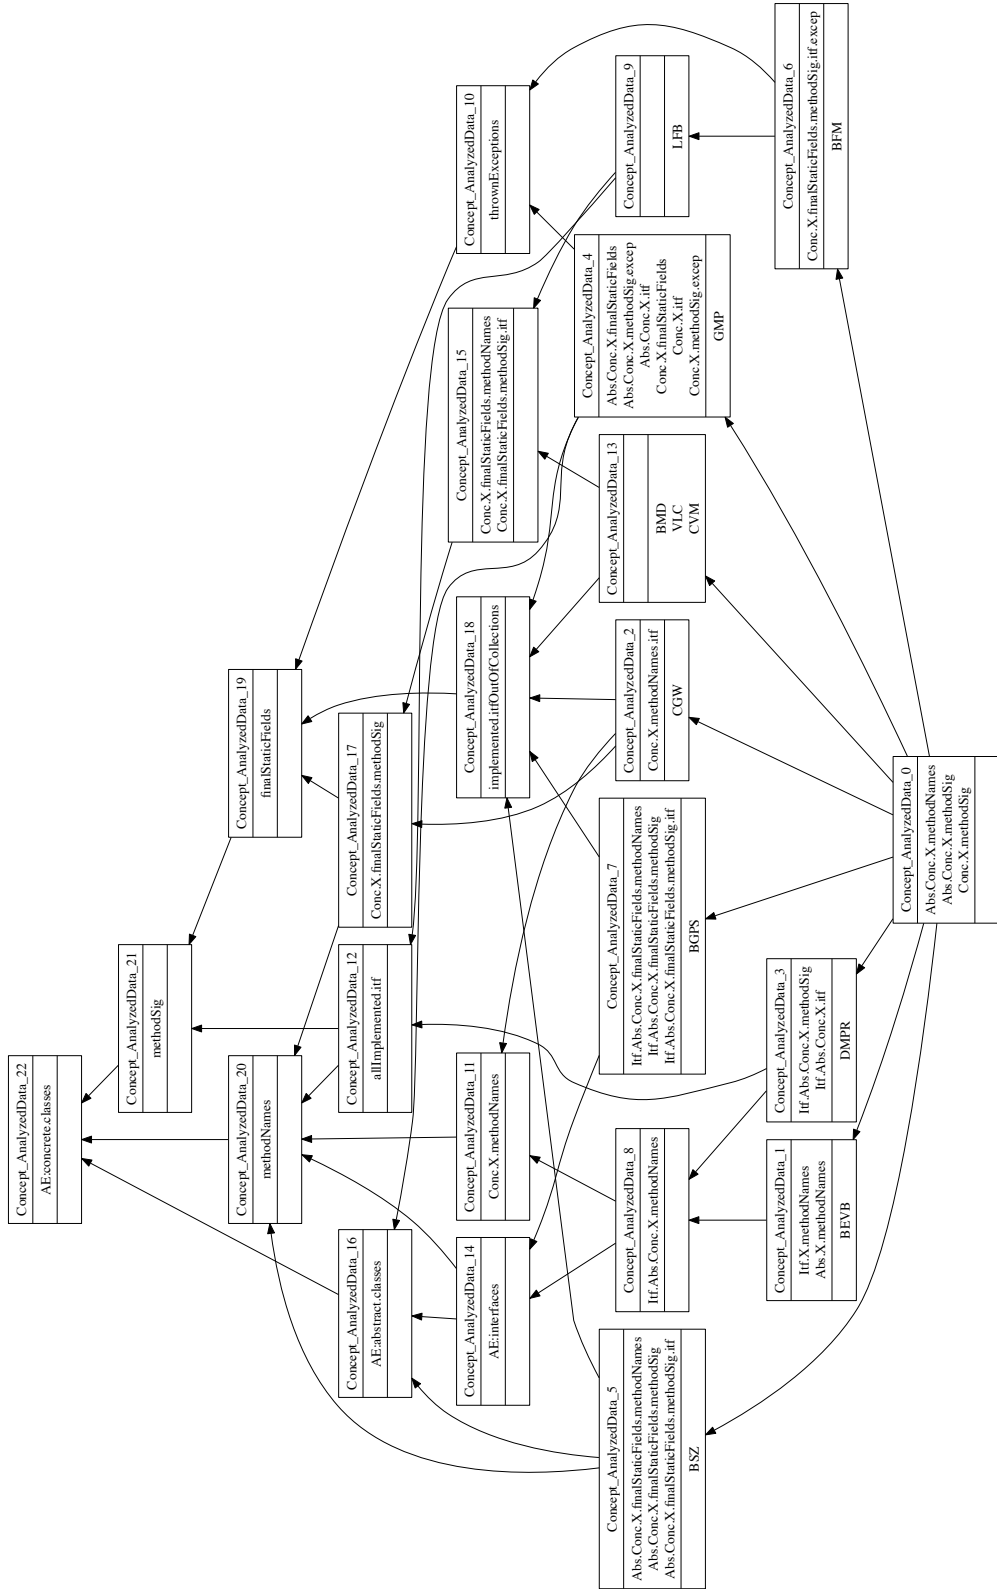 Concept_AnalyzedData_22
AE:concrete.classes
Concept_AnalyzedData_21
methodSig
Concept_AnalyzedData_20
methodNames
Concept_AnalyzedData_19
finalStaticFields
Concept_AnalyzedData_16
AE:abstract.classes
Concept_AnalyzedData_12
allImplemented.itf
Concept_AnalyzedData_17
Conc.X.finalStaticFields.methodSig
Concept_AnalyzedData_14
AE:interfaces
Concept_AnalyzedData_11
Conc.X.methodNames
Concept_AnalyzedData_18
implemented.itfOutOfCollections
Concept_AnalyzedData_15
Conc.X.finalStaticFields.methodNames
Conc.X.finalStaticFields.methodSig.itf
Concept_AnalyzedData_10
thrownExceptions
Concept_AnalyzedData_5
Abs.Conc.X.finalStaticFields.methodNames
Abs.Conc.X.finalStaticFields.methodSig
Abs.Conc.X.finalStaticFields.methodSig.itf
BSZ
Concept_AnalyzedData_8
Itf.Abs.Conc.X.methodNames
Concept_AnalyzedData_7
Itf.Abs.Conc.X.finalStaticFields.methodNames
Itf.Abs.Conc.X.finalStaticFields.methodSig
Itf.Abs.Conc.X.finalStaticFields.methodSig.itf
BGPS
Concept_AnalyzedData_2
Conc.X.methodNames.itf
CGW
Concept_AnalyzedData_13
BMD
VLC
CVM
Concept_AnalyzedData_4
Abs.Conc.X.finalStaticFields
Abs.Conc.X.methodSig.excep
Abs.Conc.X.itf
Conc.X.finalStaticFields
Conc.X.itf
Conc.X.methodSig.excep
GMP
Concept_AnalyzedData_9
LFB
Concept_AnalyzedData_1
Itf.X.methodNames
Abs.X.methodNames
BEVB
Concept_AnalyzedData_3
Itf.Abs.Conc.X.methodSig
Itf.Abs.Conc.X.itf
DMPR
Concept_AnalyzedData_6
Conc.X.finalStaticFields.methodSig.itf.excep
BFM
Concept_AnalyzedData_0
Abs.Conc.X.methodNames
Abs.Conc.X.methodSig
Conc.X.methodSig